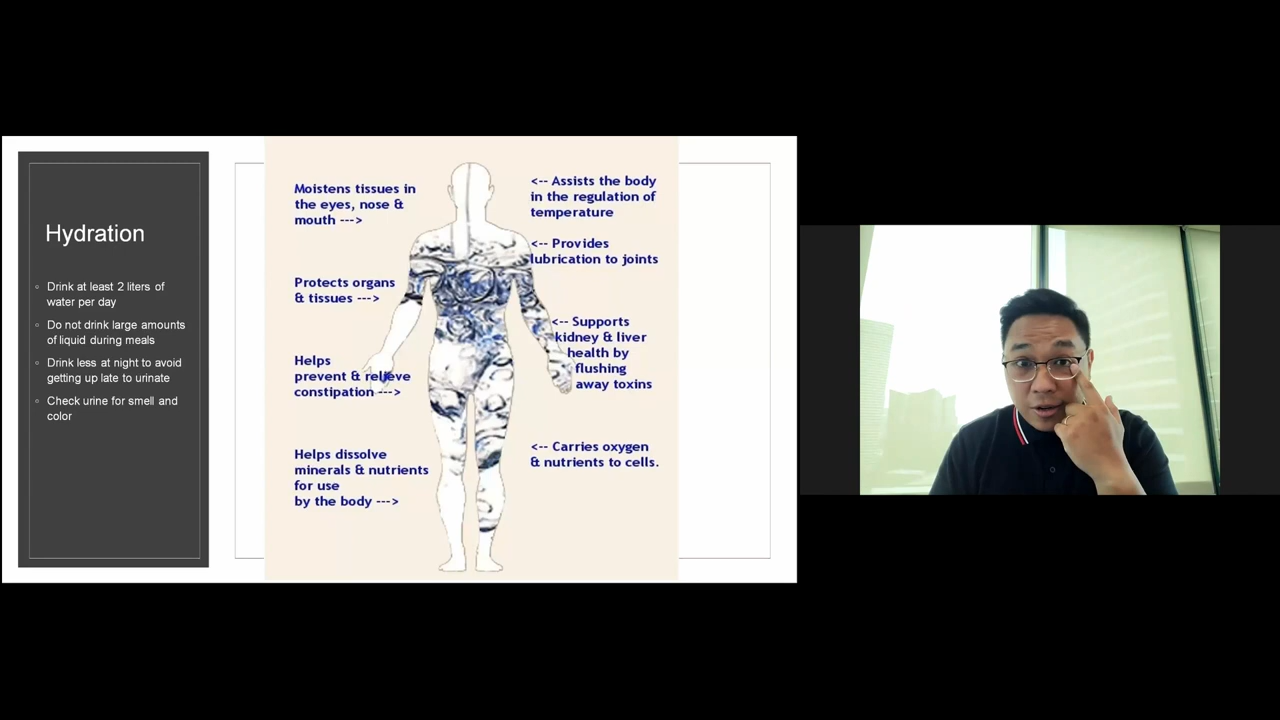 Hydration
Drink at least 2 liters of
water per day
Do not drink large amounts
of liquid during meals
Drink less at night to avoid
getting up late to urinate
Check urine for smell and
color
Moistens tissues in
the eyes, nose &
mouth --->
Protects organs
& tissues --->
Helps
prevent & relieve
constipation --->
Helps dissolve
minerals & nutrients
for use
by the body --->
<-- Assists the body
in the regulation of
temperature
<-- Provides
lubrication to joints
<-- Supports
kidney & liver
health by
flushing
away toxins
<-- Carries oxygen
& nutrients to cells.